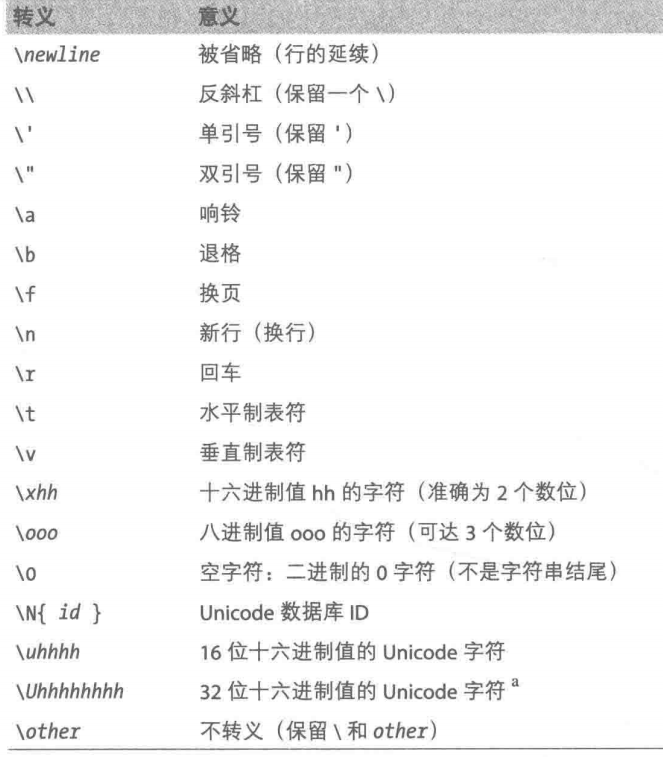 转义 意义
\newline 被省略（行的延续）
\\ 反斜杠（保留一个 \）
\' 单引号（保留 '）
\" 双引号（保留 "）
\a 响铃
\b 退格
\f 换页
\n 新行（换行）
\r 回车
\t 水平制表符
\v 垂直制表符
\xhh 十六进制值 hh 的字符（准确为 2 个数位）
\ooo 八进制值 ooo 的字符（可达 3 个数位）
\0 空字符：二进制的 0 字符（不是字符串结尾）
\N{ id } Unicode 数据库 ID
\uhhhh 16 位十六进制值的 Unicode 字符
\Uhhhhhhhh 32 位十六进制值的 Unicode 字符 a
\other 不转义（保留 \ 和 other）